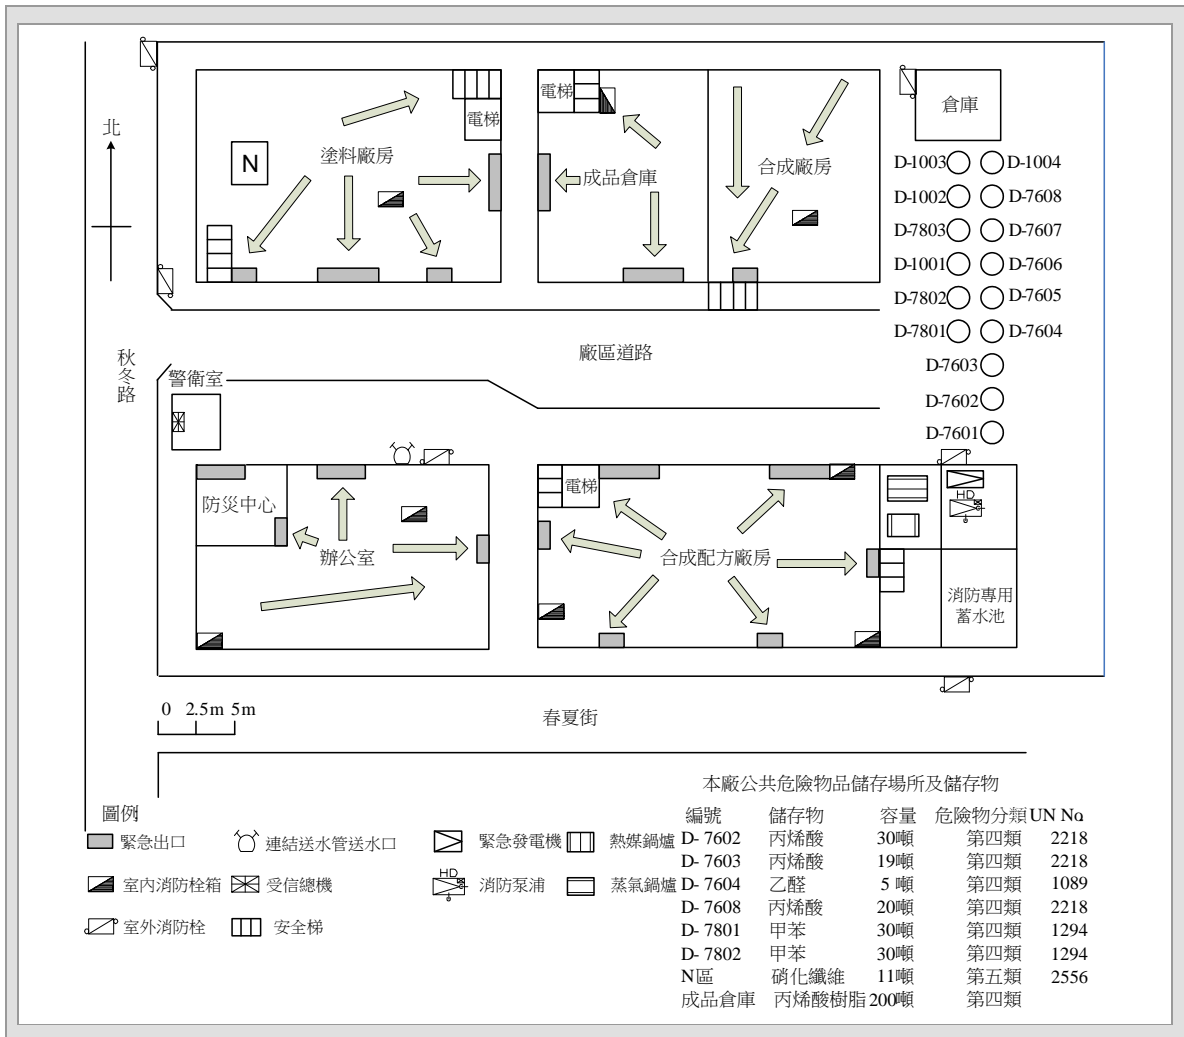 北
電梯
電梯
倉庫
塗料廠房
N
成品倉庫
合成廠房
D-1003
D-1004
D-1002
D-7608
D-7803
D-7607
D-1001
D-7606
D-7802
D-7605
D-7801
D-7604
D-7603
D-7602
D-7601
秋冬路
廠區道路
警衛室
防災中心
辦公室
電梯
合成配方廠房
HD
消防專用
蓄水池
0 2.5m 5m
春夏街
圖例
緊急出口
連結送水管送水口
緊急發電機
熱媒鍋爐
室內消防栓箱
受信總機
HD
消防泵浦
蒸氣鍋爐
室外消防栓
安全梯
本廠公共危險物品儲存場所及儲存物
編號 儲存物 容量 危險物分類 UN No.
D- 7602 丙烯酸 30噸 第四類 2218
D- 7603 丙烯酸 19噸 第四類 2218
D- 7604 乙醛 5 噸 第四類 1089
D- 7608 丙烯酸 20噸 第四類 2218
D- 7801 甲苯 30噸 第四類 1294
D- 7802 甲苯 30噸 第四類 1294
N區 硝化纖維 11噸 第五類 2556
成品倉庫 丙烯酸樹脂 200噸 第四類